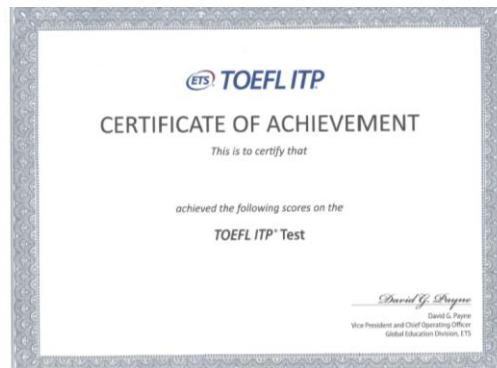 ETS TOEFL ITP®
CERTIFICATE OF ACHIEVEMENT
This is to certify that
achieved the following scores on the
TOEFL ITP® Test
David G. Payne
David G. Payne
Vice President and Chief Operating Officer
Global Education Division, ETS